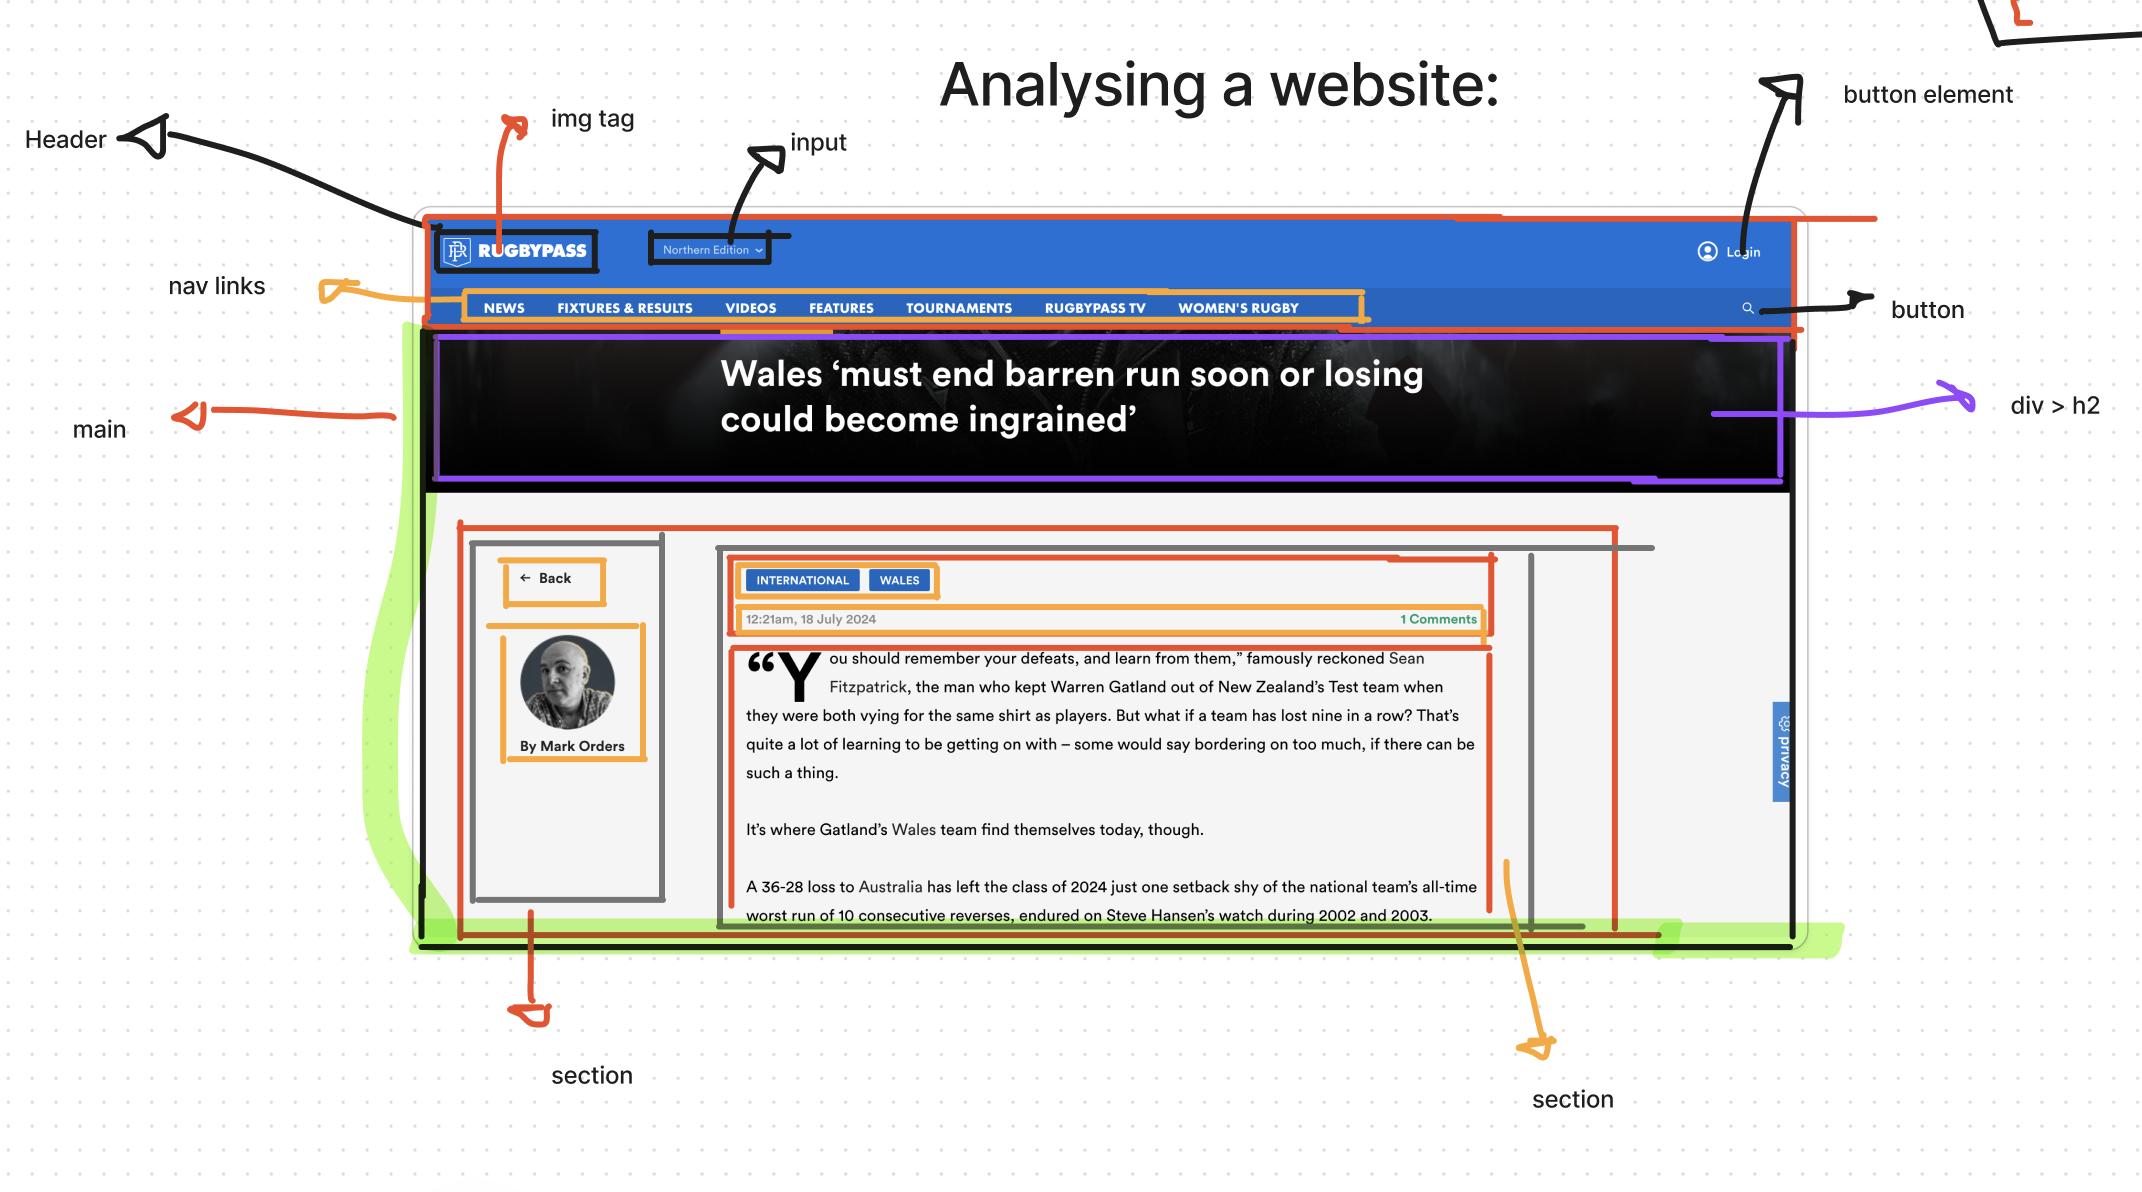 Analysing a website:
button element
img tag
Header
input
RUGBYPASS
Northern Edition
Login
nav links
NEWS FIXTURES & RESULTS VIDEOS FEATURES TOURNAMENTS RUGBYPASS TV WOMEN'S RUGBY
button
Wales ‘must end barren run soon or losing
could become ingrained’
div > h2
main
← Back
INTERNATIONAL WALES
12:21am, 18 July 2024 1 Comments
By Mark Orders
“You should remember your defeats, and learn from them,” famously reckoned Sean
Fitzpatrick, the man who kept Warren Gatland out of New Zealand’s Test team when
they were both vying for the same shirt as players. But what if a team has lost nine in a row? That’s
quite a lot of learning to be getting on with – some would say bordering on too much, if there can be
such a thing.
It’s where Gatland’s Wales team find themselves today, though.
A 36-28 loss to Australia has left the class of 2024 just one setback shy of the national team’s all-time
worst run of 10 consecutive reverses, endured on Steve Hansen’s watch during 2002 and 2003.
privacy
section
section